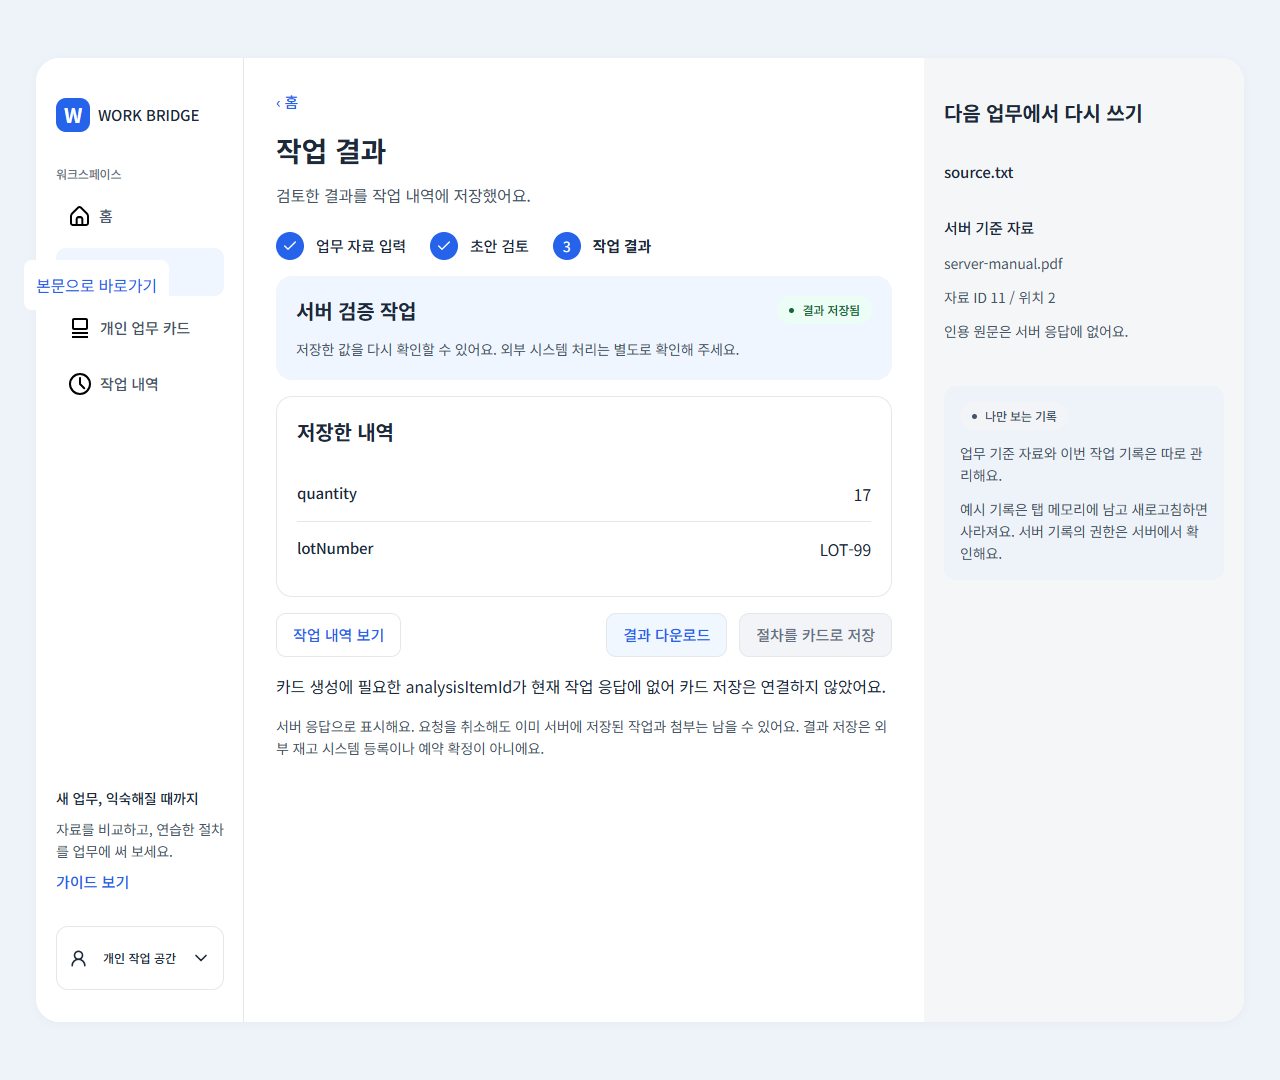 W WORK BRIDGE
워크스페이스
홈
본문으로 바로가기
개인 업무 카드
작업 내역
새 업무, 익숙해질 때까지
자료를 비교하고, 연습한 절차
를 업무에 써 보세요.
가이드 보기
개인 작업 공간
‹ 홈
작업 결과
검토한 결과를 작업 내역에 저장했어요.
업무 자료 입력 초안 검토 3 작업 결과
서버 검증 작업 결과 저장됨
저장한 값을 다시 확인할 수 있어요. 외부 시스템 처리는 별도로 확인해 주세요.
저장한 내역
quantity 17
lotNumber LOT-99
작업 내역 보기 결과 다운로드 절차를 카드로 저장
카드 생성에 필요한 analysisItemId가 현재 작업 응답에 없어 카드 저장은 연결하지 않았어요.
서버 응답으로 표시해요. 요청을 취소해도 이미 서버에 저장된 작업과 첨부는 남을 수 있어요. 결과 저장은 외
부 재고 시스템 등록이나 예약 확정이 아니에요.
다음 업무에서 다시 쓰기
source.txt
서버 기준 자료
server-manual.pdf
자료 ID 11 / 위치 2
인용 원문은 서버 응답에 없어요.
나만 보는 기록
업무 기준 자료와 이번 작업 기록은 따로 관
리해요.
예시 기록은 탭 메모리에 남고 새로고침하면
사라져요. 서버 기록의 권한은 서버에서 확
인해요.